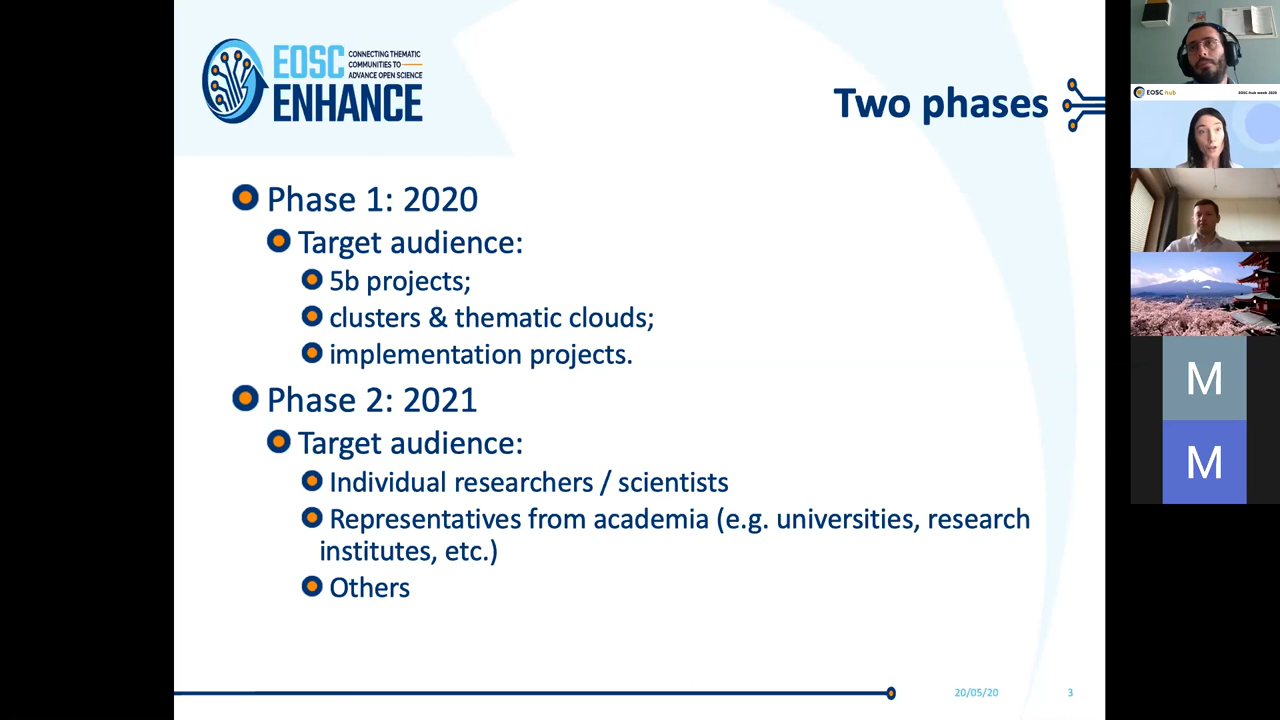 EOSC
ENHANCE
CONNECTING THEMATIC
COMMUNITIES TO
ADVANCE OPEN SCIENCE
Two phases
Phase 1: 2020
Target audience:
5b projects;
clusters & thematic clouds;
implementation projects.
Phase 2: 2021
Target audience:
Individual researchers / scientists
Representatives from academia (e.g. universities, research
institutes, etc.)
Others
20/05/20
3
EOSC hub
EOSC-hub week 2020
M
M